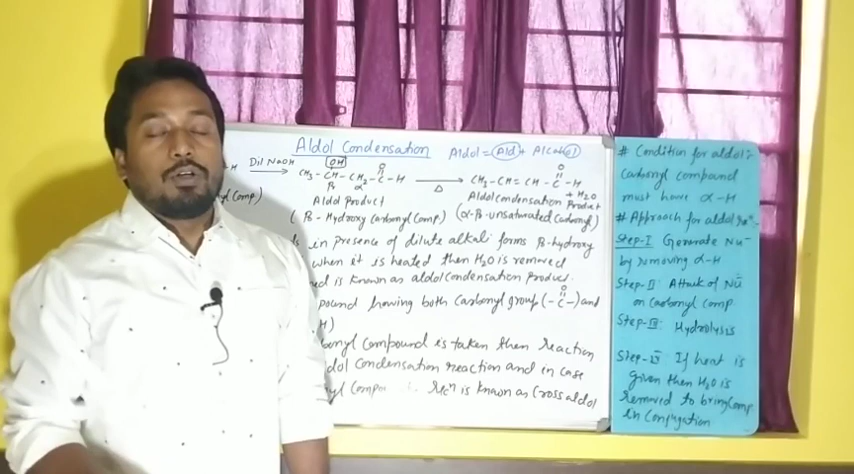 Aldol Condensation
Aldol = Ald + Alcohol
-H Dil NaOH → CH₃-CH-CH₂-C-H → CH₃-CH=CH-C-H
OH O O
β α Δ + H₂O
Aldol Product Aldol condensation Product
(β-Hydroxy Carbonyl Comp) (α-β-unsaturated Carbonyl)
in presence of dilute alkali forms β-hydroxy
when it is heated then H₂O is removed
is known as aldol condensation product.
having both Carbonyl group (-C-) and
O
H)
Compound is taken then reaction
condensation reaction and in case
is known as Cross aldol
# Condition for aldol:-
Carbonyl compound
must have α-H
# Approach for aldol rxⁿ:-
Step-I Generate Nu⁻
by removing α-H
Step-II: Attack of Nu⁻
on Carbonyl comp
Step-III: Hydrolysis
Step-IV: If heat is
given then H₂O is
removed to bring comp
in Conjugation